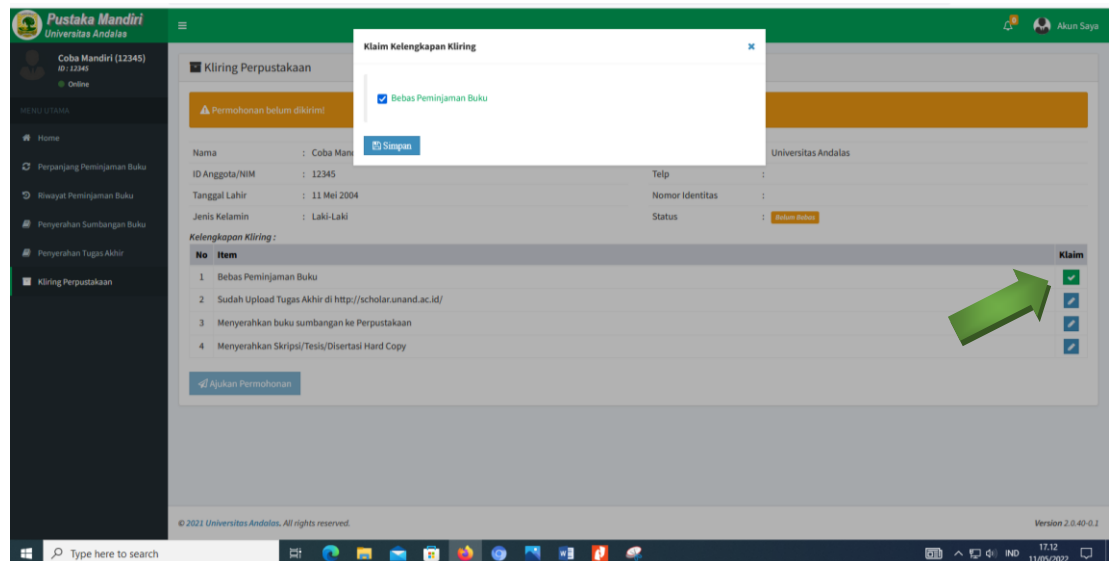 Pustaka Mandiri
Universitas Andalas
0
Akun Saya
Coba Mandiri (12345)
ID : 12345
Online
MENU UTAMA
Home
Perpanjang Peminjaman Buku
Riwayat Peminjaman Buku
Penyerahan Sumbangan Buku
Penyerahan Tugas Akhir
Kliring Perpustakaan
Klaim Kelengkapan Kliring
×
Bebas Peminjaman Buku
Simpan
Kliring Perpustakaan
Permohonan belum dikirim!
Nama : Coba Mand Universitas Andalas
ID Anggota/NIM : 12345 Telp :
Tanggal Lahir : 11 Mei 2004 Nomor Identitas :
Jenis Kelamin : Laki-Laki Status : Belum Bebas
Kelengkapan Kliring :
No Item Klaim
1 Bebas Peminjaman Buku
2 Sudah Upload Tugas Akhir di http://scholar.unand.ac.id/
3 Menyerahkan buku sumbangan ke Perpustakaan
4 Menyerahkan Skripsi/Tesis/Disertasi Hard Copy
Ajukan Permohonan
© 2021 Universitas Andalas. All rights reserved. Version 2.0.40-0.1
Type here to search
IND
17.12
11/05/2022